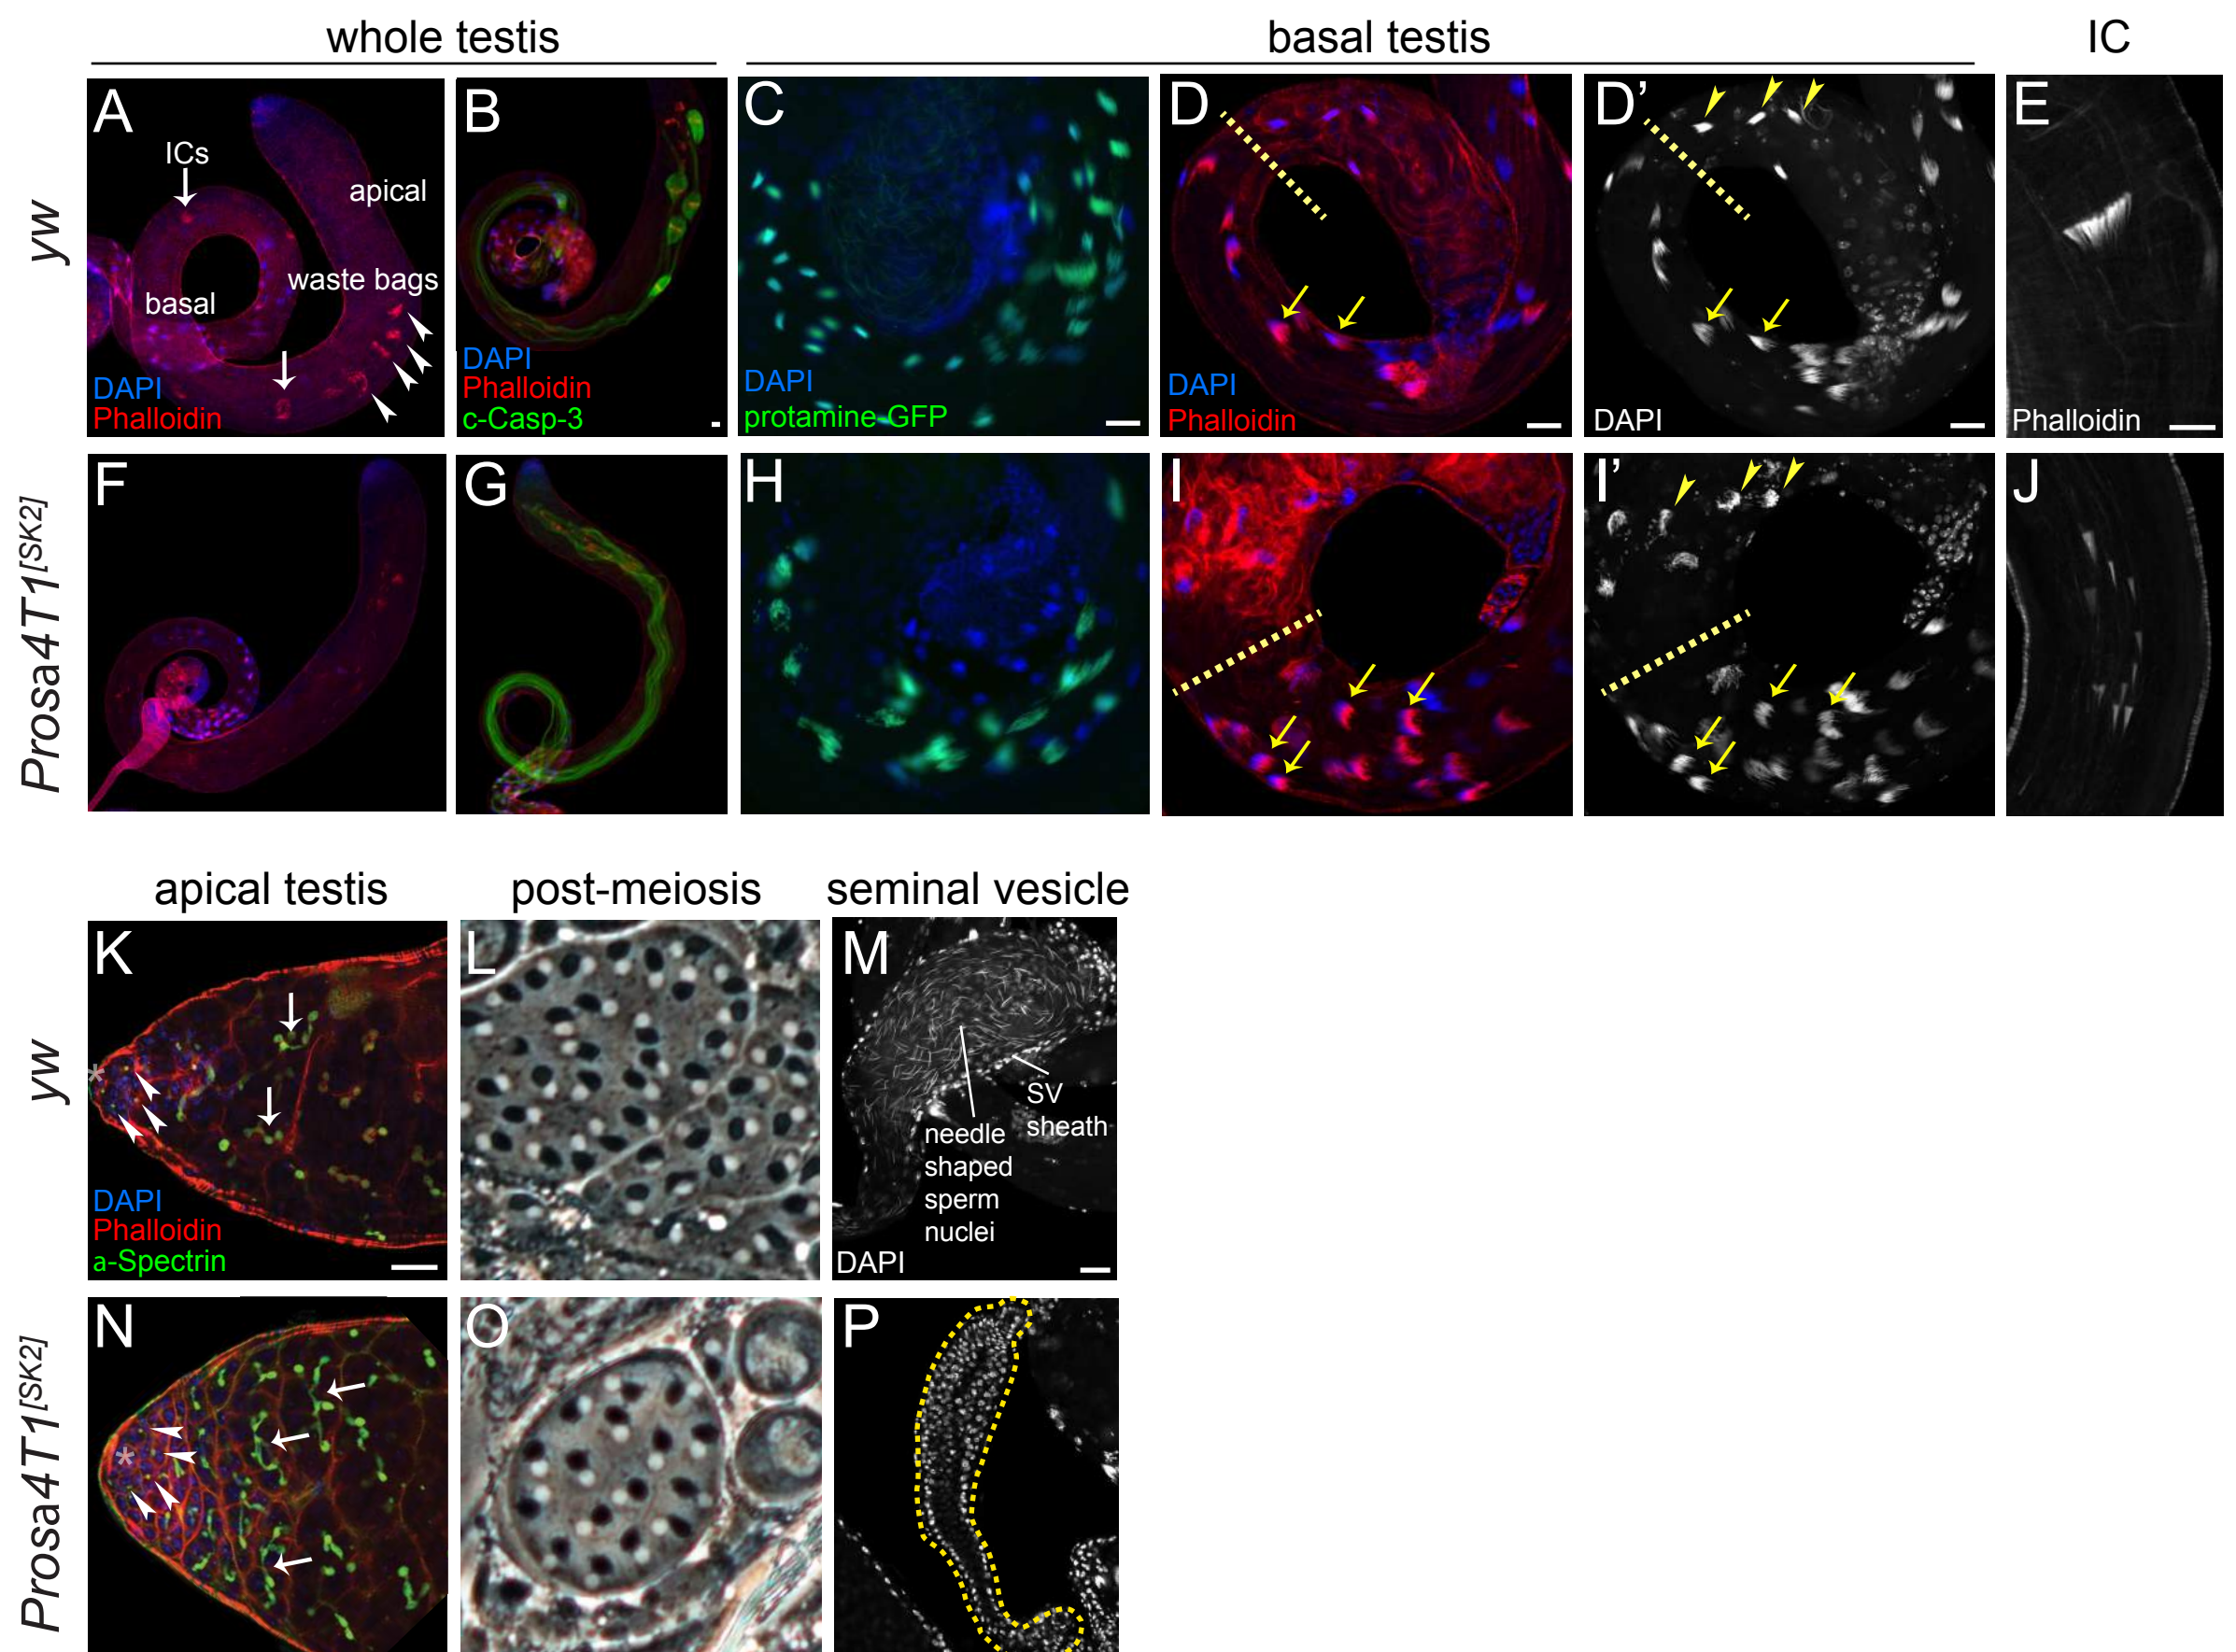 whole testis
basal testis
IC
yw
A
ICs
apical
waste bags
basal
DAPI
Phalloidin
B
DAPI
Phalloidin
c-Casp-3
C
DAPI
protamine-GFP
D
DAPI
Phalloidin
D’
DAPI
E
Phalloidin
Prosa4T1[SK2]
F
G
H
I
I’
J
apical testis
post-meiosis
seminal vesicle
yw
K
*
DAPI
Phalloidin
a-Spectrin
L
M
SV
sheath
needle
shaped
sperm
nuclei
DAPI
Prosa4T1[SK2]
N
*
O
P